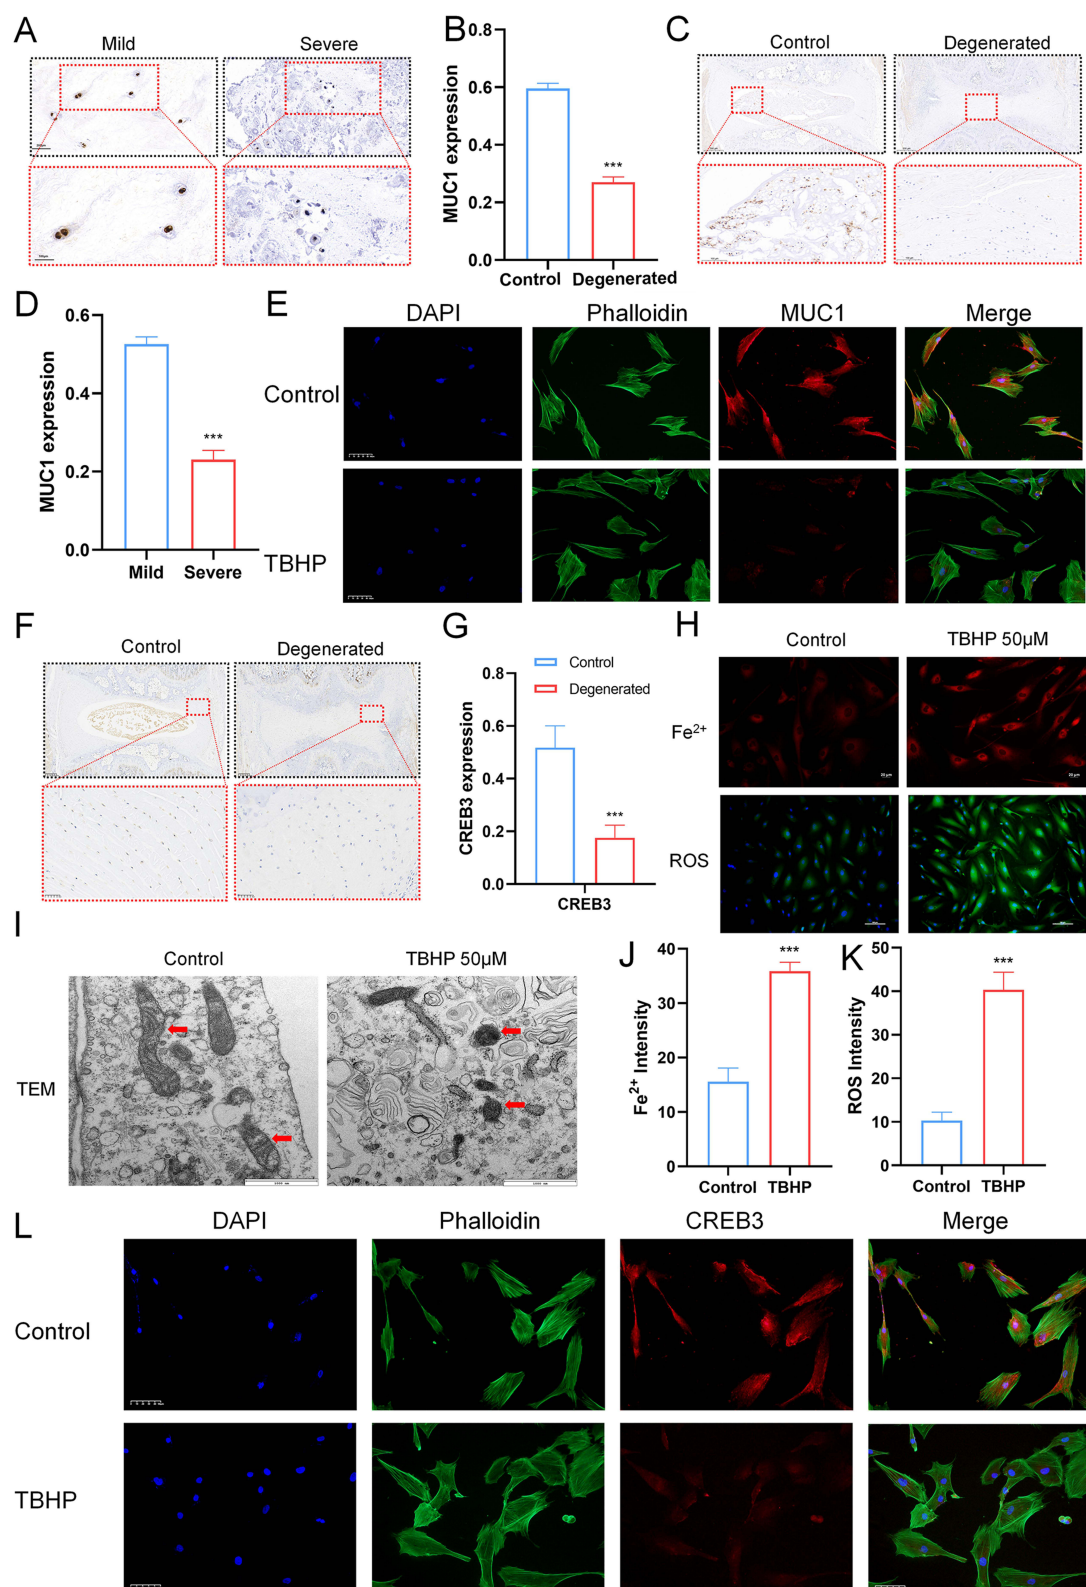 A
Mild
Severe
B
MUC1 expression
0.8
0.6
0.4
0.2
0.0
***
Control
Degenerated
C
Control
Degenerated
D
MUC1 expression
0.6
0.4
0.2
0.0
***
Mild
Severe
E
DAPI
Phalloidin
MUC1
Merge
Control
TBHP
F
Control
Degenerated
G
CREB3 expression
0.8
0.6
0.4
0.2
0.0
Control
Degenerated
***
CREB3
H
Control
TBHP 50μM
Fe2+
20 μm
20 μm
ROS
I
Control
TBHP 50μM
TEM
J
Fe2+ Intensity
40
30
20
10
0
***
Control
TBHP
K
ROS Intensity
50
40
30
20
10
0
***
Control
TBHP
L
DAPI
Phalloidin
CREB3
Merge
Control
TBHP